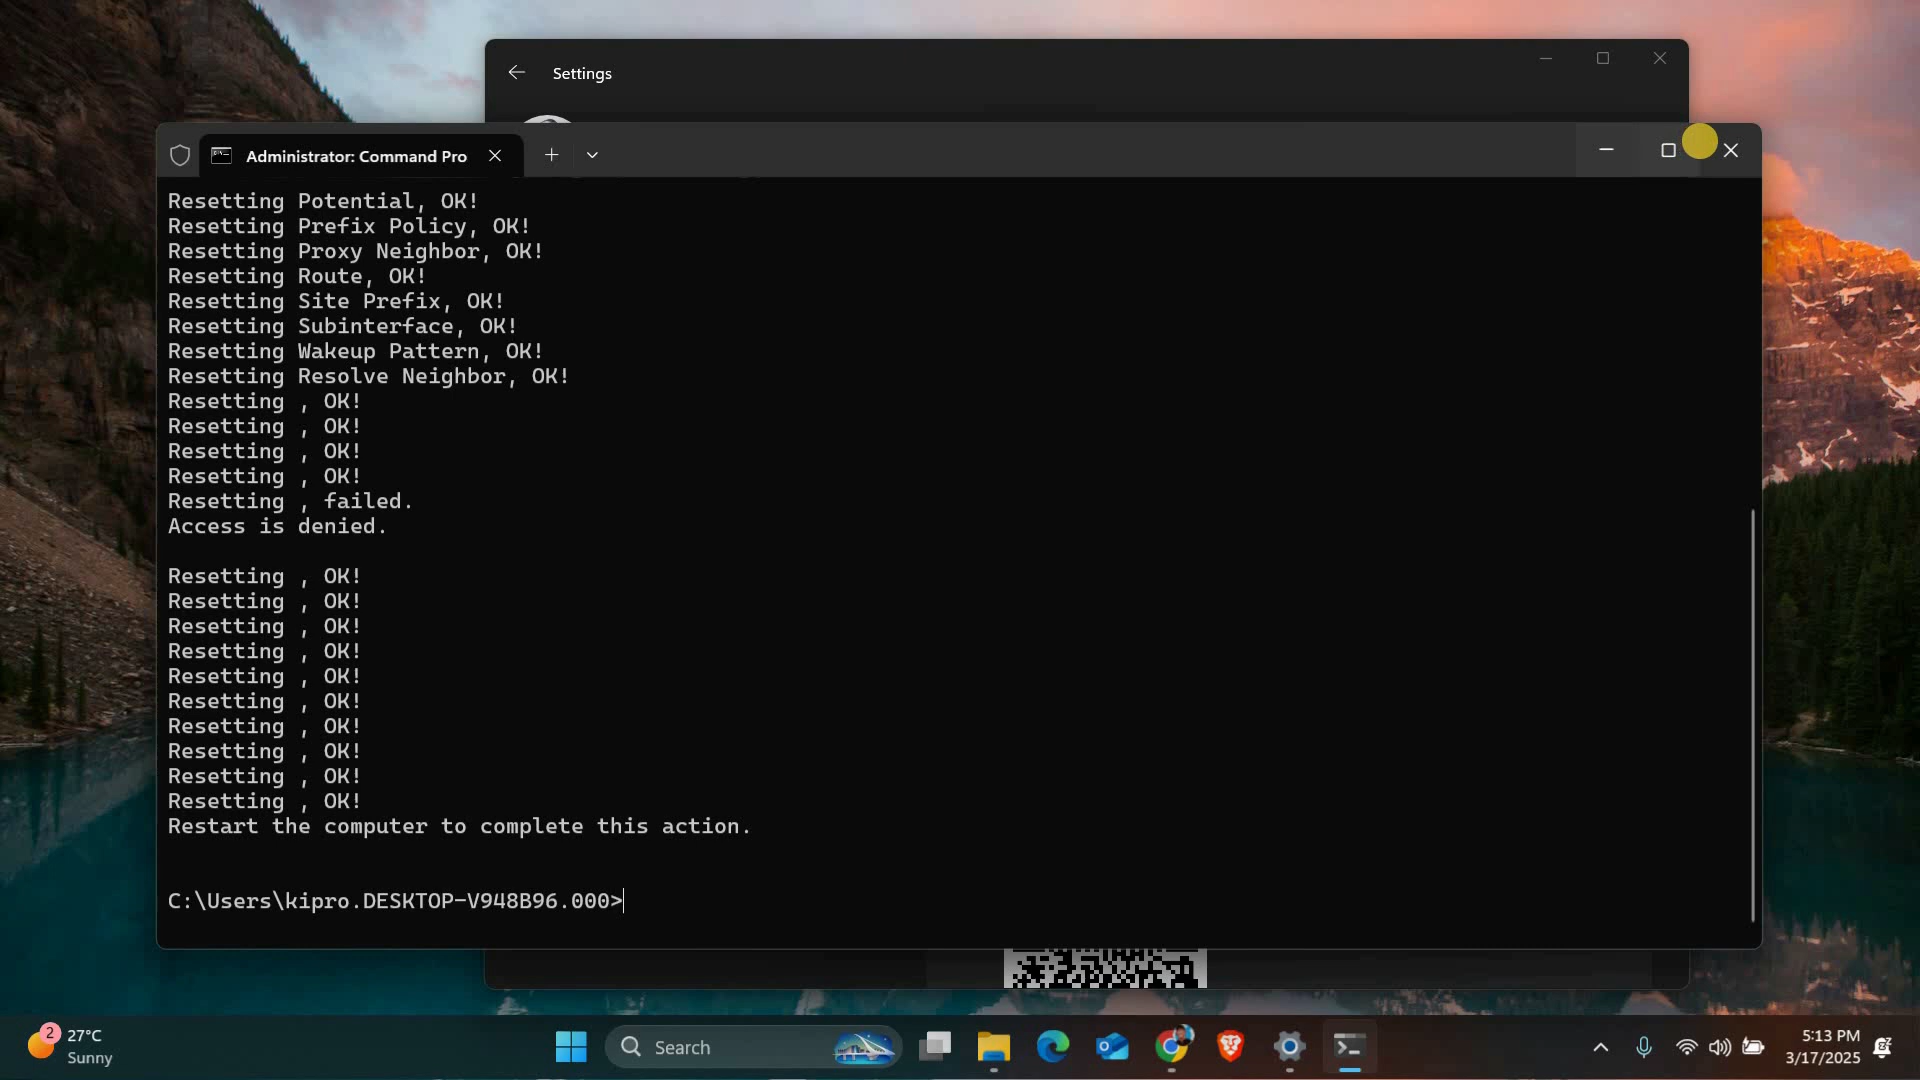 Settings
Administrator: Command Pro
Resetting Potential, OK!
Resetting Prefix Policy, OK!
Resetting Proxy Neighbor, OK!
Resetting Route, OK!
Resetting Site Prefix, OK!
Resetting Subinterface, OK!
Resetting Wakeup Pattern, OK!
Resetting Resolve Neighbor, OK!
Resetting , OK!
Resetting , OK!
Resetting , OK!
Resetting , OK!
Resetting , failed.
Access is denied.
Resetting , OK!
Resetting , OK!
Resetting , OK!
Resetting , OK!
Resetting , OK!
Resetting , OK!
Resetting , OK!
Resetting , OK!
Resetting , OK!
Resetting , OK!
Restart the computer to complete this action.
C:\Users\kipro.DESKTOP-V948B96.000>
2
27°C
Sunny
Search
5:13 PM
3/17/2025